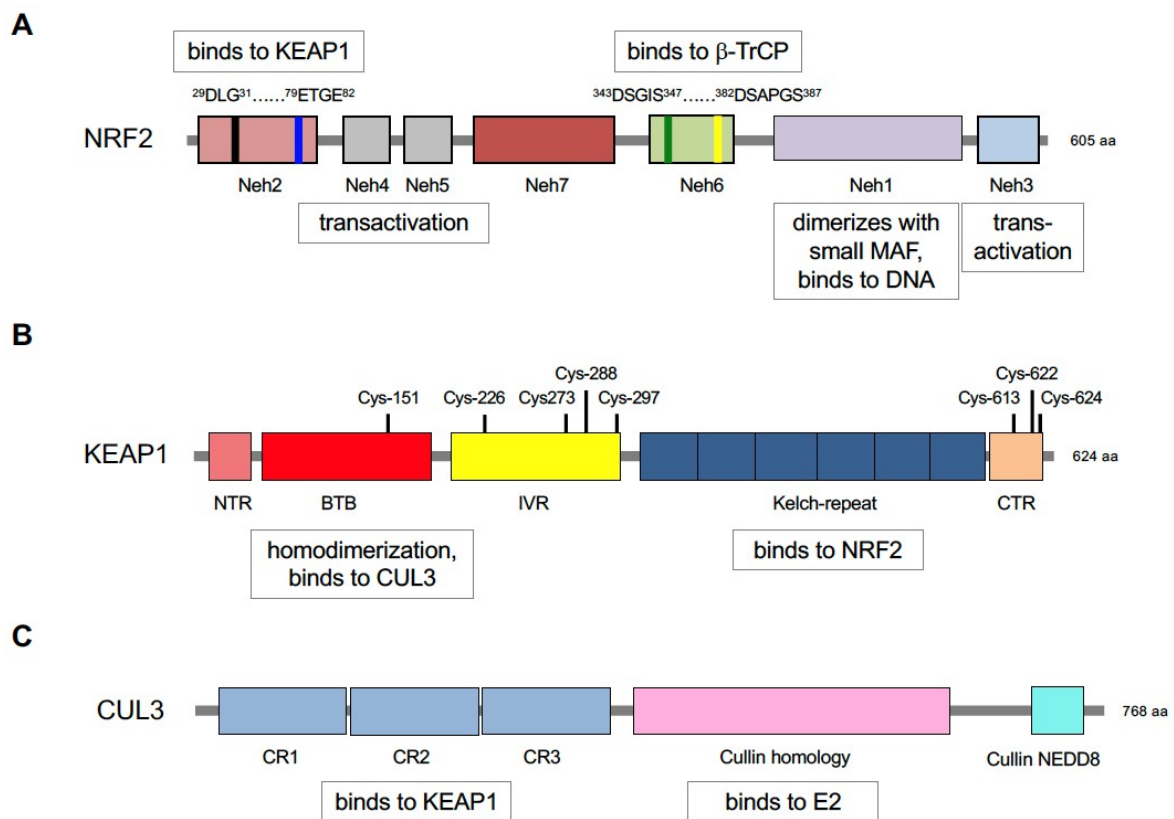 A
binds to KEAP1
binds to β-TrCP
²⁹DLG³¹……⁷⁹ETGE⁸²
³⁴³DSGIS³⁴⁷……³⁸²DSAPGS³⁸⁷
NRF2
605 aa
Neh2
Neh4
Neh5
Neh7
Neh6
Neh1
Neh3
transactivation
dimerizes with
small MAF,
binds to DNA
trans-
activation
B
Cys-151
Cys-226
Cys273
Cys-288
Cys-297
Cys-613
Cys-622
Cys-624
KEAP1
624 aa
NTR
BTB
IVR
Kelch-repeat
CTR
homodimerization,
binds to CUL3
binds to NRF2
C
CUL3
768 aa
CR1
CR2
CR3
Cullin homology
Cullin NEDD8
binds to KEAP1
binds to E2